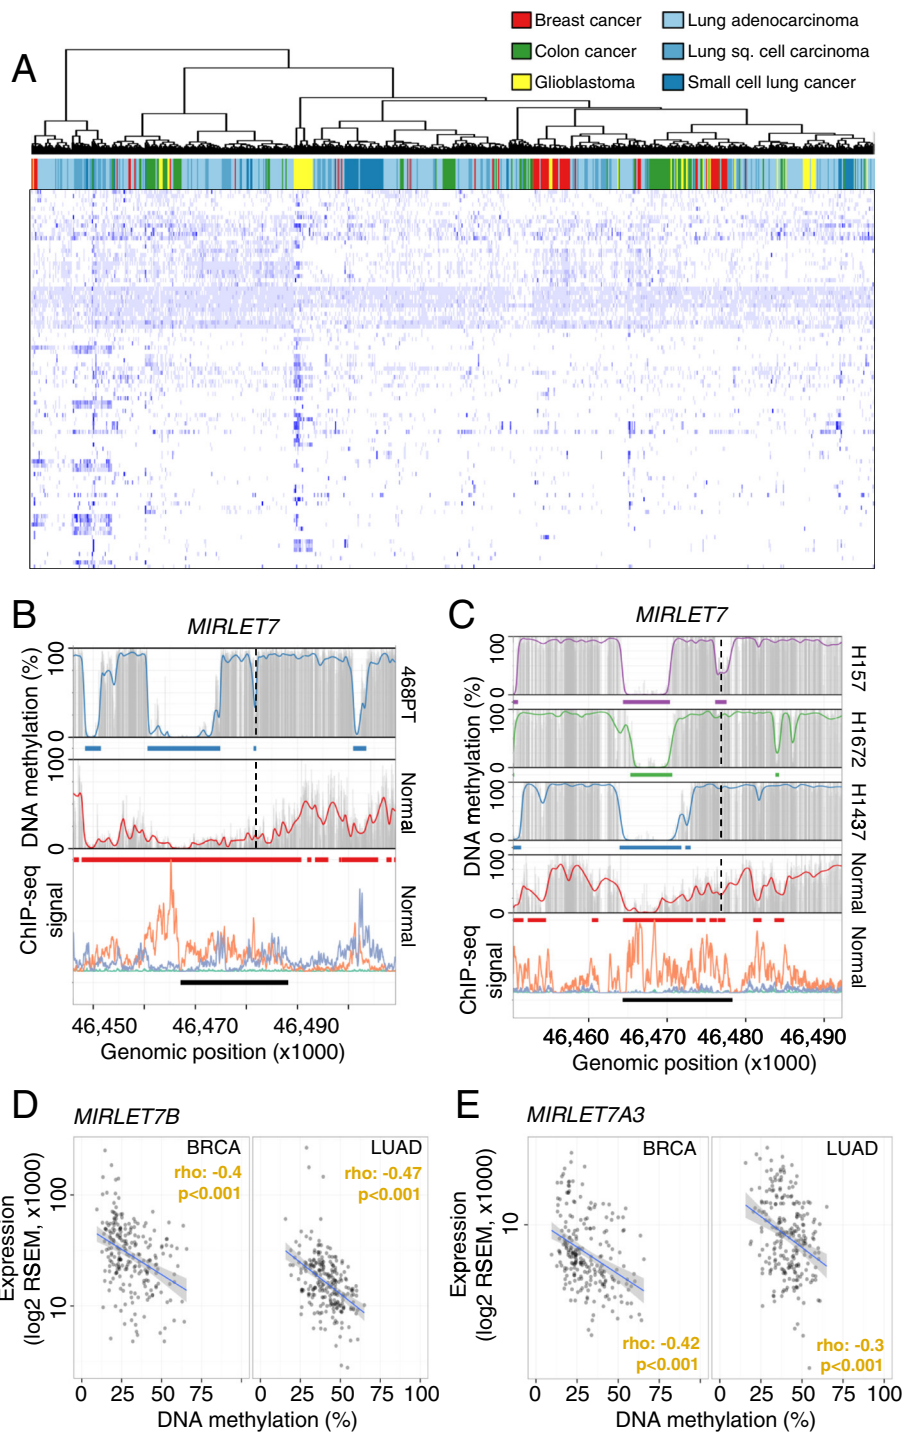 A
Breast cancer
Colon cancer
Glioblastoma
Lung adenocarcinoma
Lung sq. cell carcinoma
Small cell lung cancer
B
MIRLET7
DNA methylation (%)
100
0
468PT
100
0
Normal
ChIP-seq
signal
Normal
46,450
46,470
46,490
Genomic position (x1000)
C
MIRLET7
DNA methylation (%)
100
0
H157
100
0
H1672
100
0
H1437
100
0
Normal
ChIP-seq
signal
Normal
46,460
46,470
46,480
46,490
Genomic position (x1000)
D
MIRLET7B
Expression
(log2 RSEM, x1000)
100
10
BRCA
rho: -0.4
p<0.001
LUAD
rho: -0.47
p<0.001
0 25 50 75 0 25 50 75 100
DNA methylation (%)
E
MIRLET7A3
Expression
(log2 RSEM, x1000)
10
BRCA
rho: -0.42
p<0.001
LUAD
rho: -0.3
p<0.001
0 25 50 75 0 25 50 75 100
DNA methylation (%)